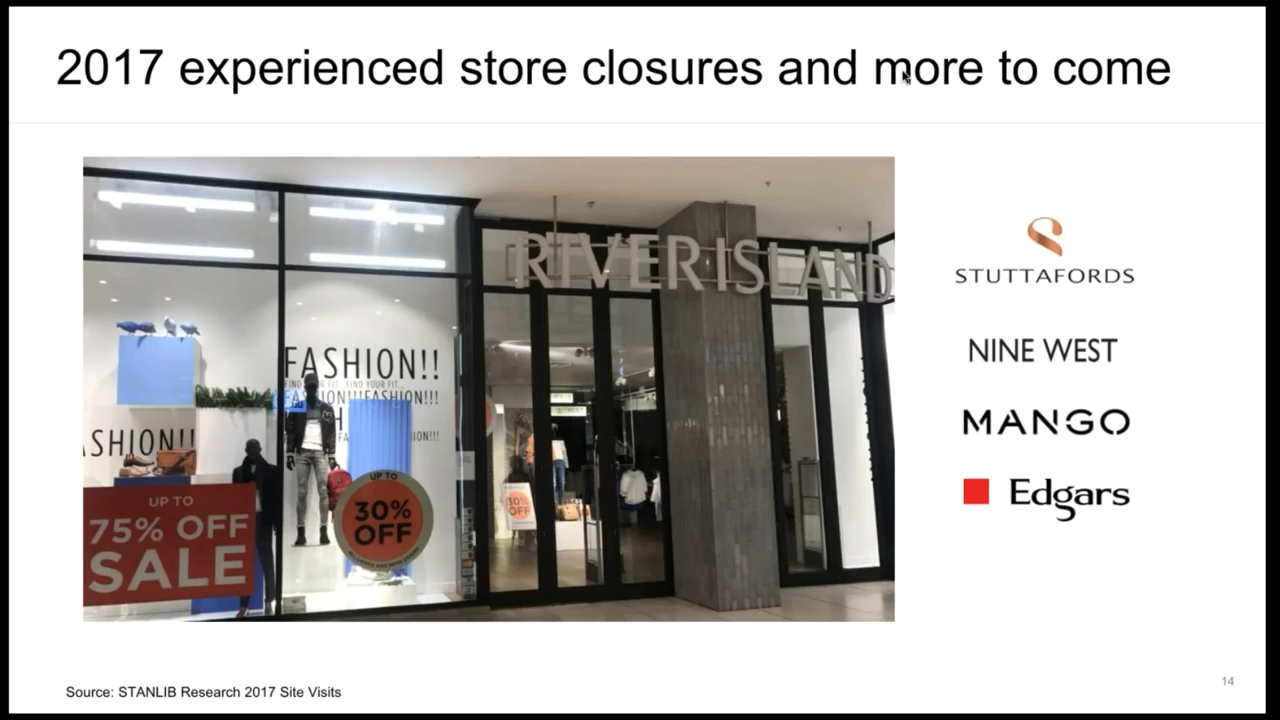 2017 experienced store closures and more to come
RIVER ISLAND
FASHION!!
FASHION!!!FASHION!!!
ASHION!!
UP TO
75% OFF
SALE
UP TO
30%
OFF
30%
OFF
STUTTAFORDS
NINE WEST
MANGO
Edgars
Source: STANLIB Research 2017 Site Visits
14